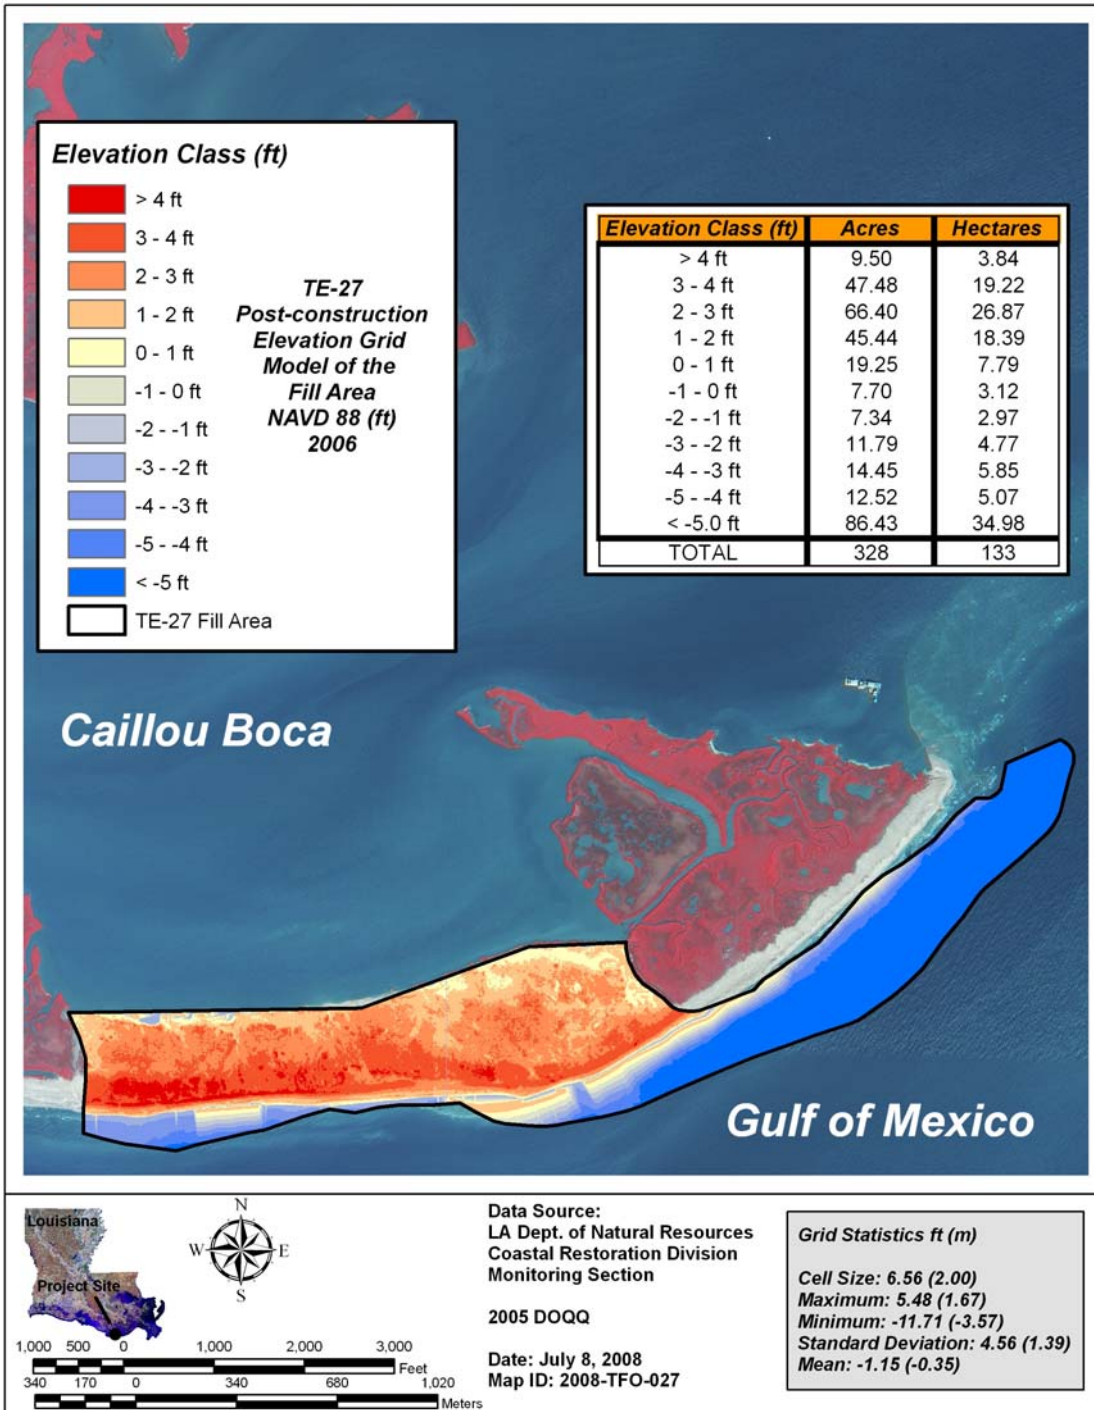 Elevation Class (ft)
> 4 ft
3 - 4 ft
2 - 3 ft
1 - 2 ft
0 - 1 ft
-1 - 0 ft
-2 - -1 ft
-3 - -2 ft
-4 - -3 ft
-5 - -4 ft
< -5 ft
TE-27 Fill Area
TE-27
Post-construction
Elevation Grid
Model of the
Fill Area
NAVD 88 (ft)
2006
Elevation Class (ft) Acres Hectares
> 4 ft 9.50 3.84
3 - 4 ft 47.48 19.22
2 - 3 ft 66.40 26.87
1 - 2 ft 45.44 18.39
0 - 1 ft 19.25 7.79
-1 - 0 ft 7.70 3.12
-2 - -1 ft 7.34 2.97
-3 - -2 ft 11.79 4.77
-4 - -3 ft 14.45 5.85
-5 - -4 ft 12.52 5.07
< -5.0 ft 86.43 34.98
TOTAL 328 133
Caillou Boca
Gulf of Mexico
Louisiana
Project Site
N
W E
S
1,000 500 0 1,000 2,000 3,000
Feet
340 170 0 340 680 1,020
Meters
Data Source:
LA Dept. of Natural Resources
Coastal Restoration Division
Monitoring Section
2005 DOQQ
Date: July 8, 2008
Map ID: 2008-TFO-027
Grid Statistics ft (m)
Cell Size: 6.56 (2.00)
Maximum: 5.48 (1.67)
Minimum: -11.71 (-3.57)
Standard Deviation: 4.56 (1.39)
Mean: -1.15 (-0.35)